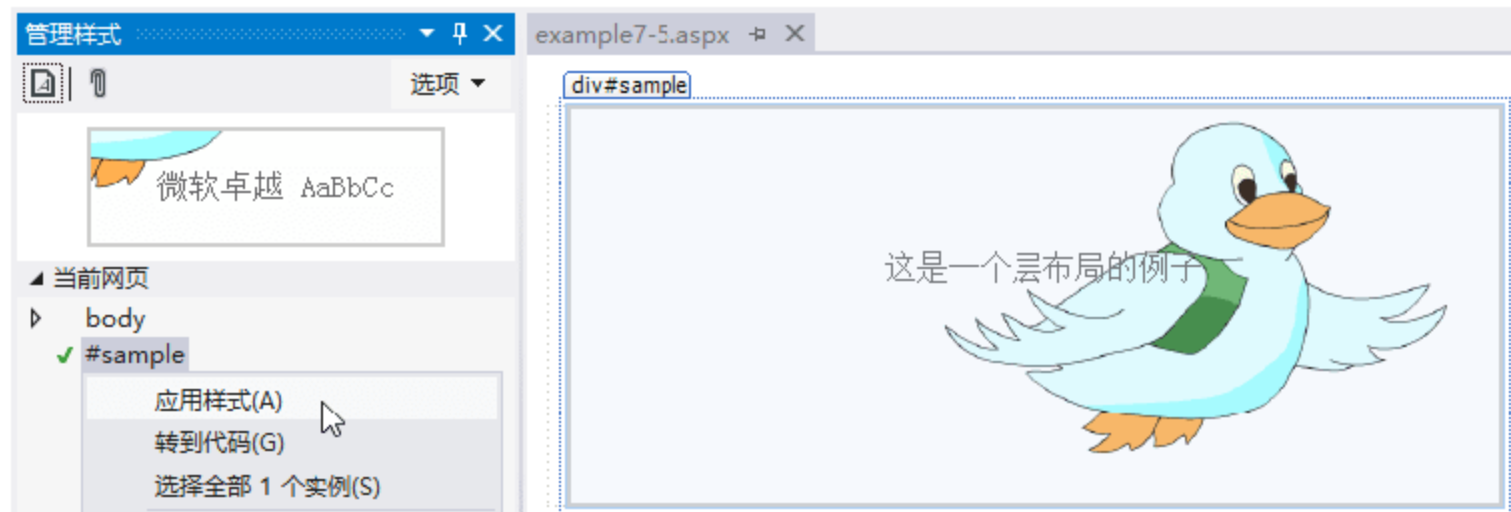 管理样式
example7-5.aspx
选项
div#sample
微软卓越 AaBbCc
这是一个层布局的例子
当前网页
body
#sample
应用样式(A)
转到代码(G)
选择全部 1 个实例(S)